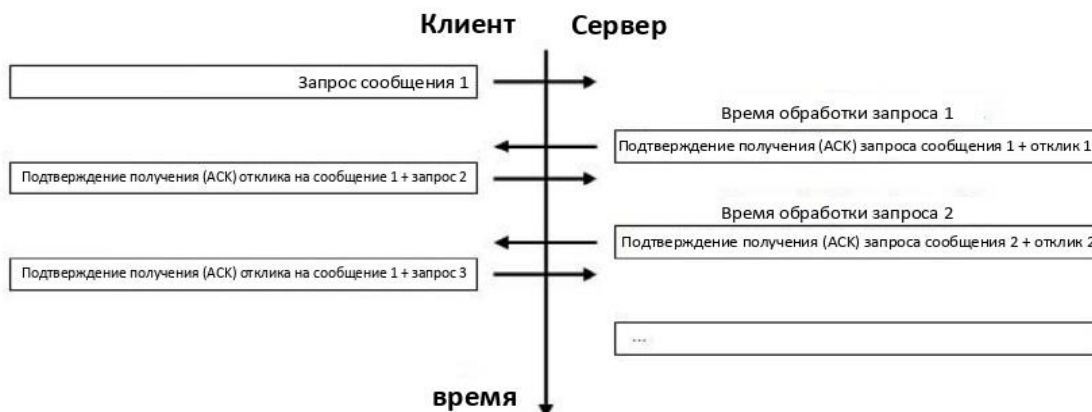 Клиент Сервер
Запрос сообщения 1
Время обработки запроса 1
Подтверждение получения (ACK) запроса сообщения 1 + отклик 1
Подтверждение получения (ACK) отклика на сообщение 1 + запрос 2
Время обработки запроса 2
Подтверждение получения (ACK) запроса сообщения 2 + отклик 2
Подтверждение получения (ACK) отклика на сообщение 1 + запрос 3
...
время